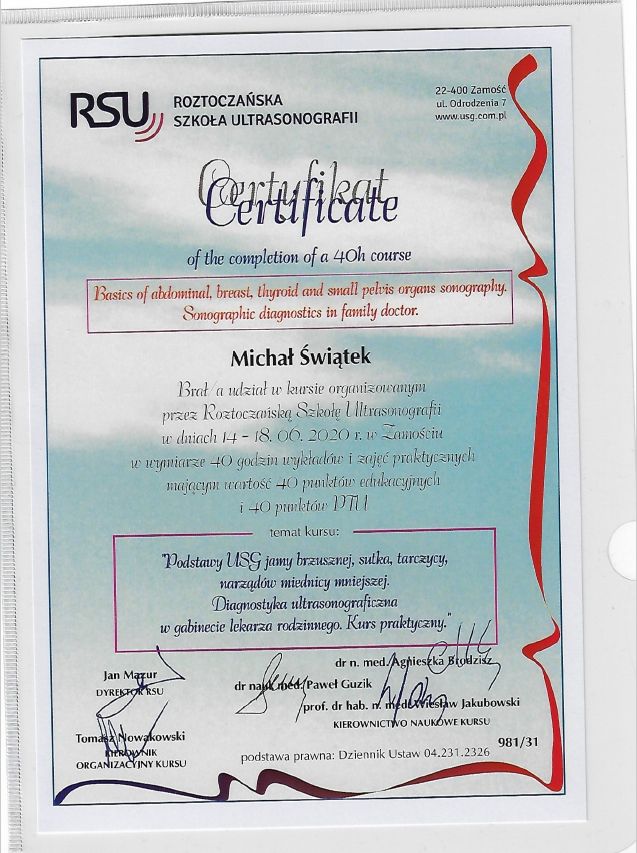 RSU ROZTOCZAŃSKA
SZKOŁA ULTRASONOGRAFII
22-400 Zamość
ul. Odrodzenia 7
www.usg.com.pl
Certyfikat
Certificate
of the completion of a 40h course
Basics of abdominal, breast, thyroid and small pelvis organs sonography.
Sonographic diagnostics in family doctor.
Michał Świątek
Brał/a udział w kursie organizowanym
przez Roztoczańską Szkołę Ultrasonografii
w dniach 14 - 18. 06. 2020 r. w Zamościu
w wymiarze 40 godzin wykładów i zajęć praktycznych
mającym wartość 40 punktów edukacyjnych
i 40 punktów PTU
temat kursu:
"Podstawy USG jamy brzusznej, sutka, tarczycy,
narządów miednicy mniejszej.
Diagnostyka ultrasonograficzna
w gabinecie lekarza rodzinnego. Kurs praktyczny."
Jan Mazur
DYREKTOR RSU
Tomasz Nowakowski
KIEROWNIK
ORGANIZACYJNY KURSU
dr n. med. Agnieszka Brodzisz
dr nauk med. Paweł Guzik
prof. dr hab. n. med. Wiesław Jakubowski
KIEROWNICTWO NAUKOWE KURSU
podstawa prawna: Dziennik Ustaw 04.231.2326
981/31